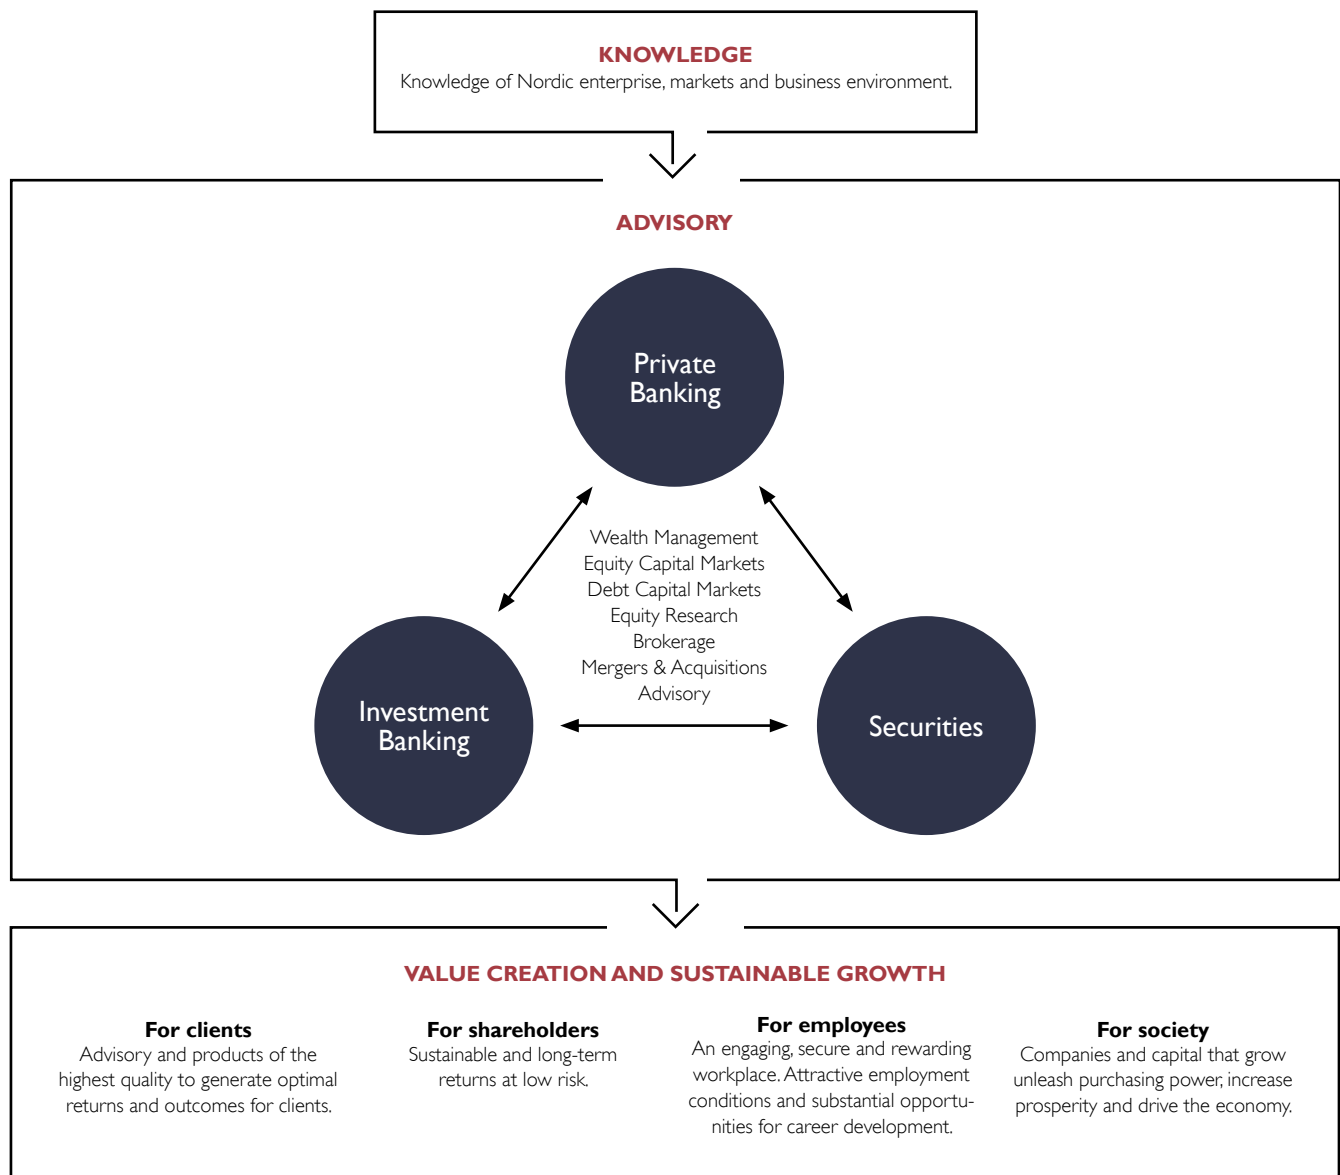 KNOWLEDGE
Knowledge of Nordic enterprise, markets and business environment.
ADVISORY
Private
Banking
Wealth Management
Equity Capital Markets
Debt Capital Markets
Equity Research
Brokerage
Mergers & Acquisitions
Advisory
Investment
Banking
Securities
VALUE CREATION AND SUSTAINABLE GROWTH
For clients
Advisory and products of the
highest quality to generate optimal
returns and outcomes for clients.
For shareholders
Sustainable and long-term
returns at low risk.
For employees
An engaging, secure and rewarding
workplace. Attractive employment
conditions and substantial opportu-
nities for career development.
For society
Companies and capital that grow
unleash purchasing power, increase
prosperity and drive the economy.